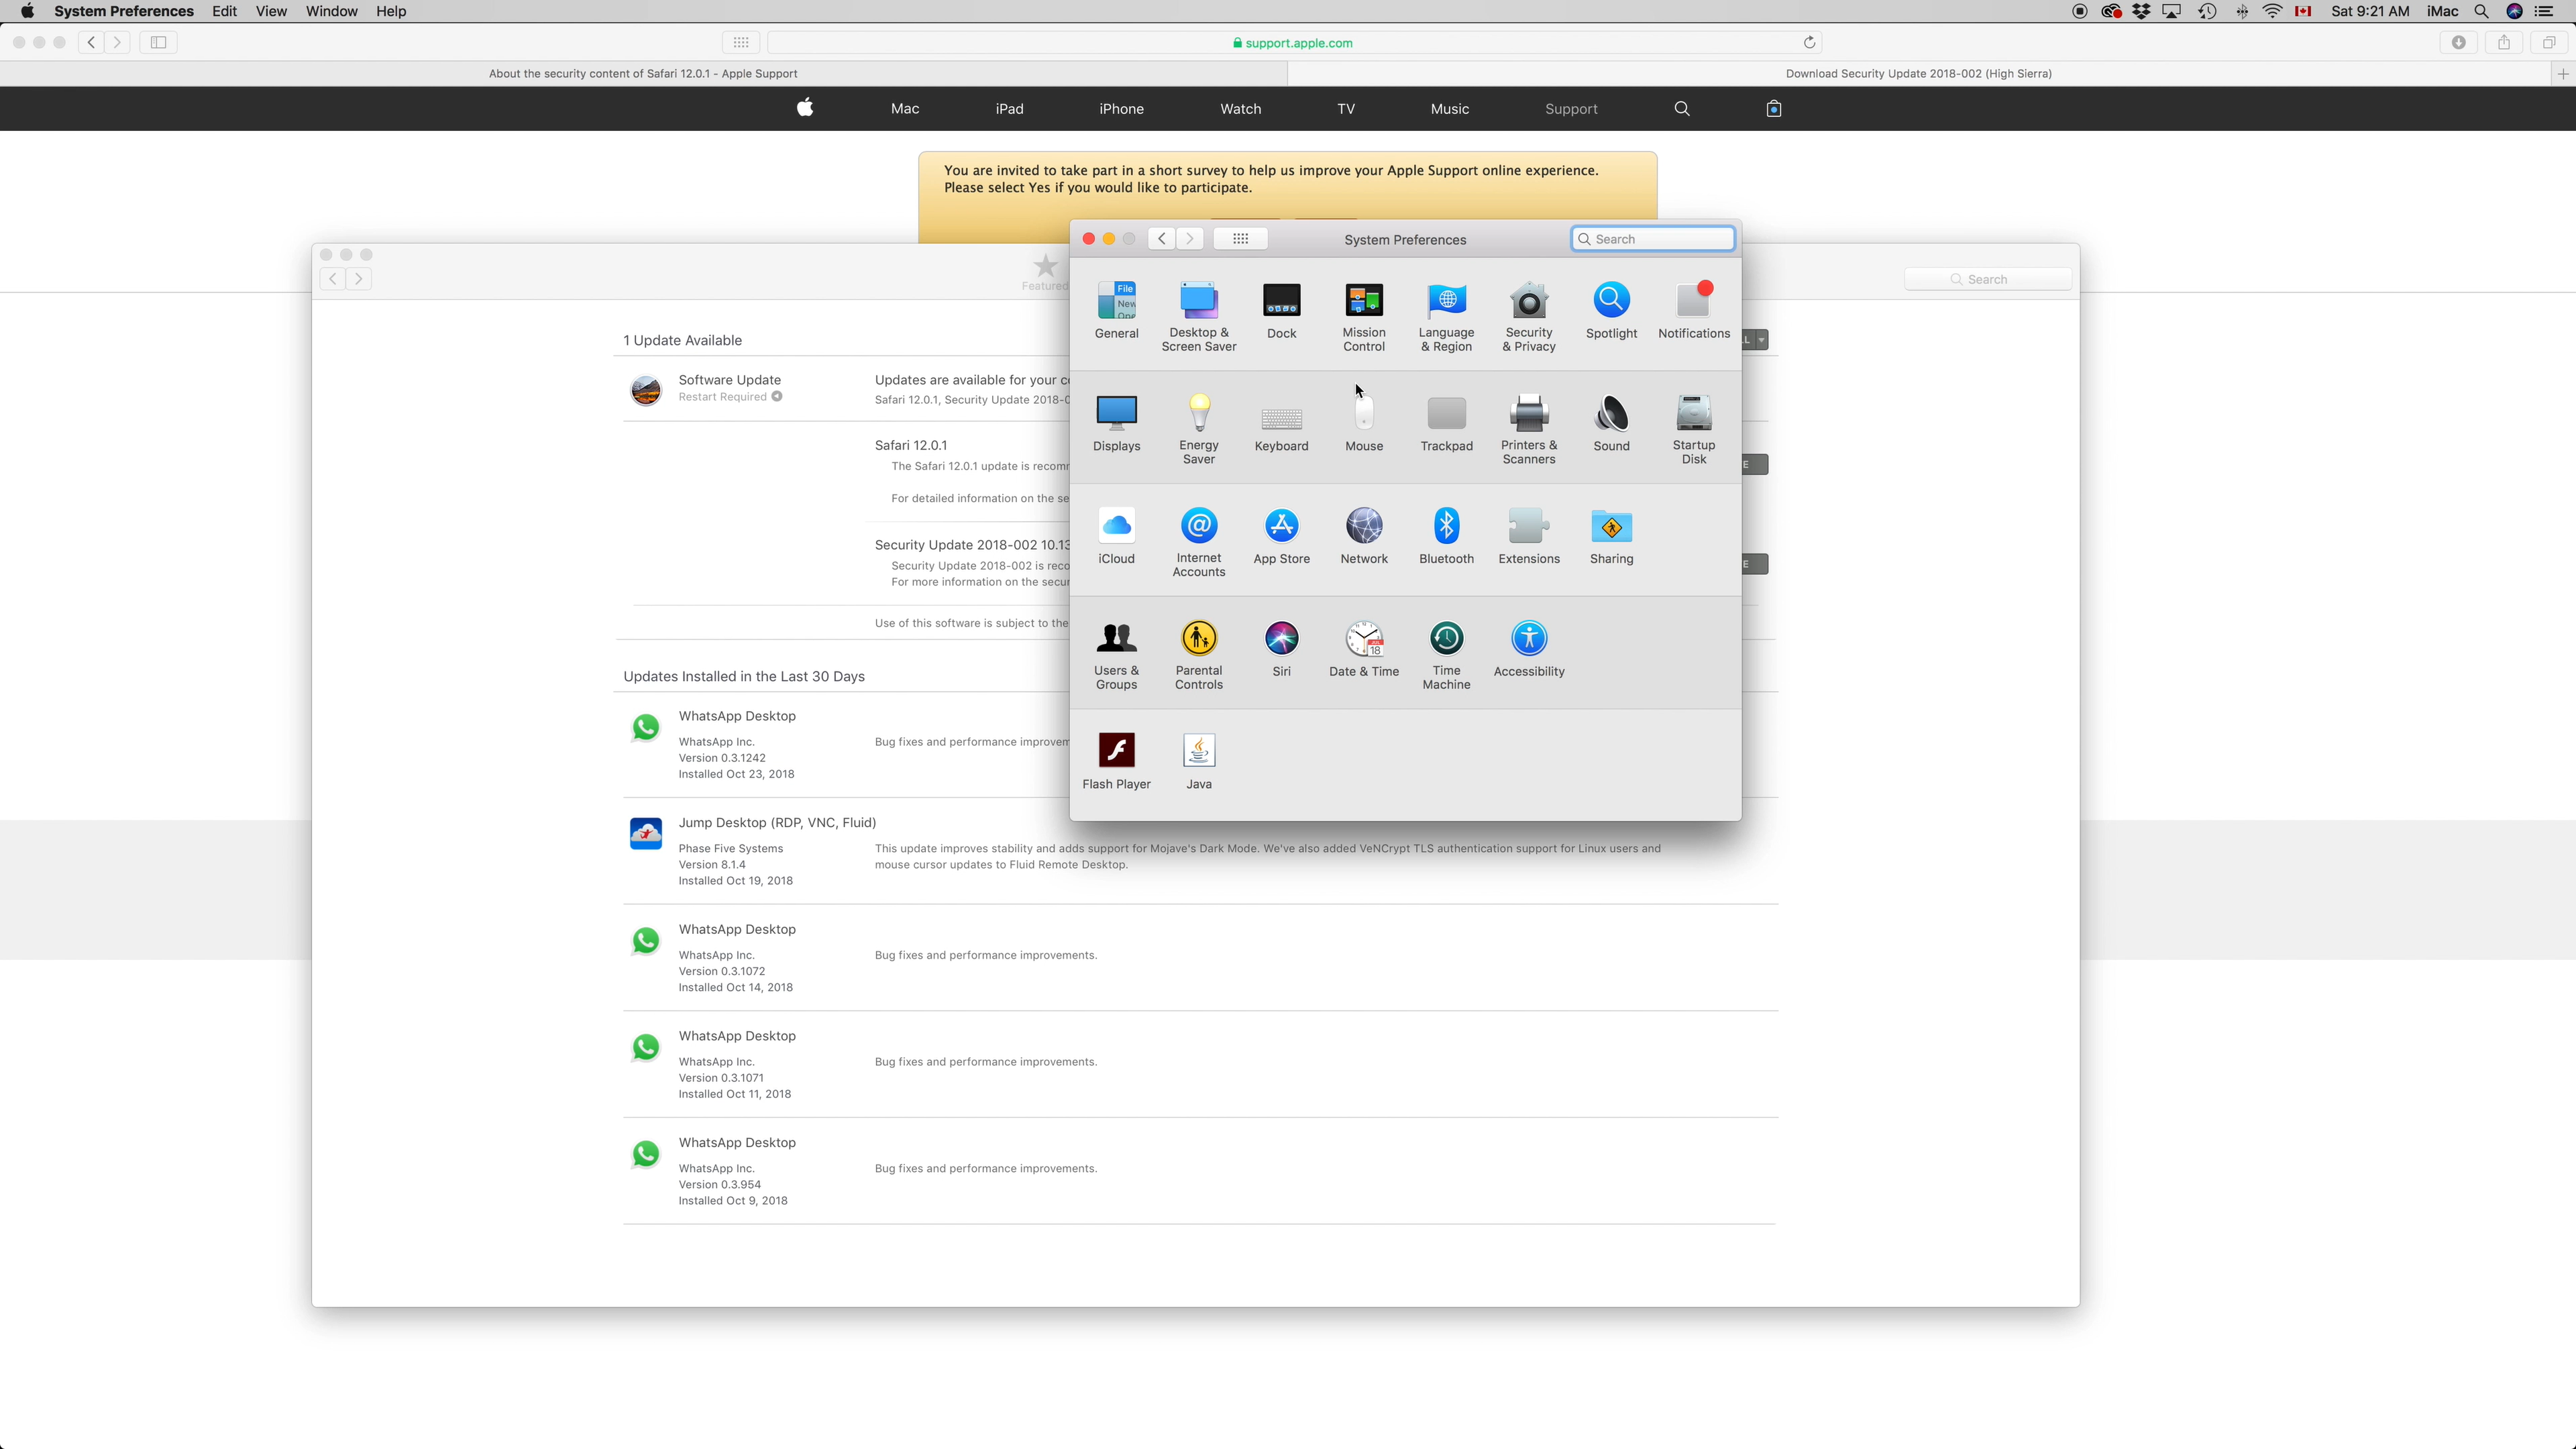 System Preferences Edit View Window Help
Sat 9:21 AM iMac
support.apple.com
About the security content of Safari 12.0.1 - Apple Support
Download Security Update 2018-002 (High Sierra)
Mac iPad iPhone Watch TV Music Support
You are invited to take part in a short survey to help us improve your Apple Support online experience.
Please select Yes if you would like to participate.
System Preferences
Search
General
Desktop &
Screen Saver
Dock
Mission
Control
Language
& Region
Security
& Privacy
Spotlight
Notifications
Displays
Energy
Saver
Keyboard
Mouse
Trackpad
Printers &
Scanners
Sound
Startup
Disk
iCloud
Internet
Accounts
App Store
Network
Bluetooth
Extensions
Sharing
Users &
Groups
Parental
Controls
Siri
Date & Time
Time
Machine
Accessibility
Flash Player
Java
Featured
Search
1 Update Available
Software Update
Restart Required
Updates are available for your
Safari 12.0.1, Security Update
Safari 12.0.1
The Safari 12.0.1 update is
For detailed information on the
Security Update 2018-002
Security Update 2018-002 is
For more information on the
Use of this software is subject to the
Updates Installed in the Last 30 Days
WhatsApp Desktop
WhatsApp Inc.
Version 0.3.1242
Installed Oct 23, 2018
Bug fixes and performance
Jump Desktop (RDP, VNC, Fluid)
Phase Five Systems
Version 8.1.4
Installed Oct 19, 2018
This update improves stability and adds support for Mojave's Dark Mode. We've also added VeNCrypt TLS authentication support for Linux users and
mouse cursor updates to Fluid Remote Desktop.
WhatsApp Desktop
WhatsApp Inc.
Version 0.3.1072
Installed Oct 14, 2018
Bug fixes and performance improvements.
WhatsApp Desktop
WhatsApp Inc.
Version 0.3.1071
Installed Oct 11, 2018
Bug fixes and performance improvements.
WhatsApp Desktop
WhatsApp Inc.
Version 0.3.954
Installed Oct 9, 2018
Bug fixes and performance improvements.